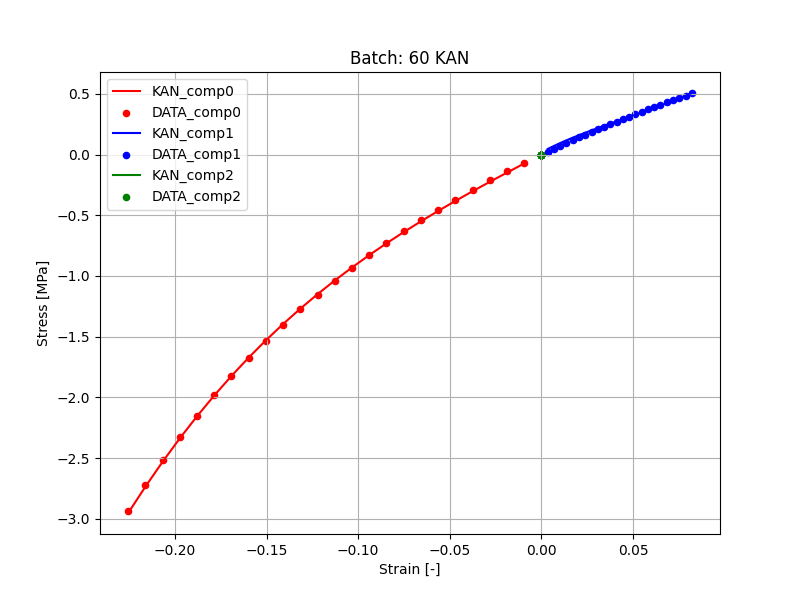 Batch: 60 KAN
KAN_comp0
DATA_comp0
KAN_comp1
DATA_comp1
KAN_comp2
DATA_comp2
0.5
0.0
−0.5
−1.0
−1.5
−2.0
−2.5
−3.0
Stress [MPa]
−0.20
−0.15
−0.10
−0.05
0.00
0.05
Strain [-]